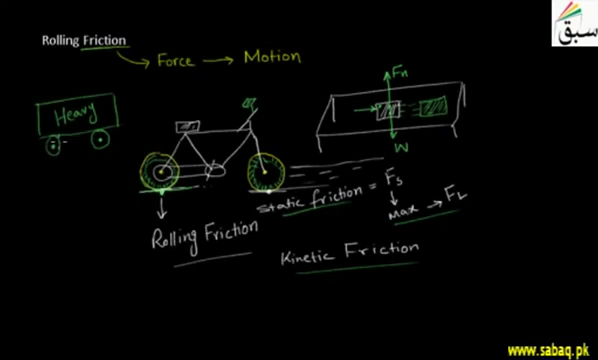 سبق
Rolling Friction
Force → Motion
Heavy
Fn
W
Static friction = Fs
Max → FL
Rolling Friction
Kinetic Friction
www.sabaq.pk